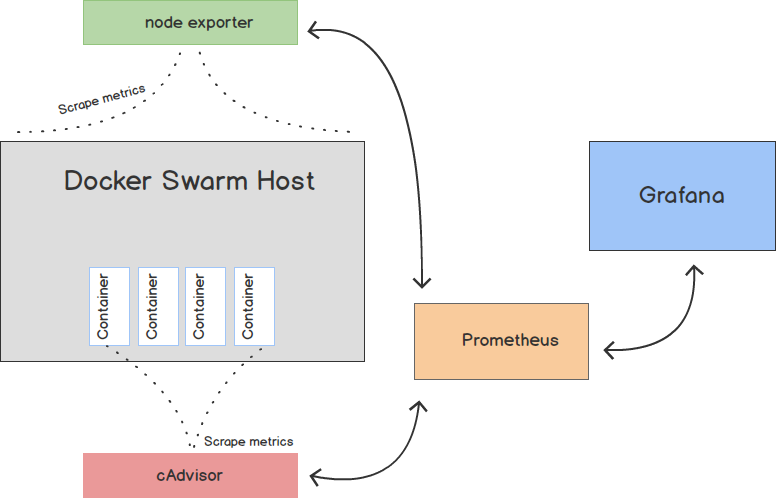 node exporter
Scrape metrics
Docker Swarm Host
Grafana
Container
Container
Container
Container
Prometheus
Scrape metrics
cAdvisor